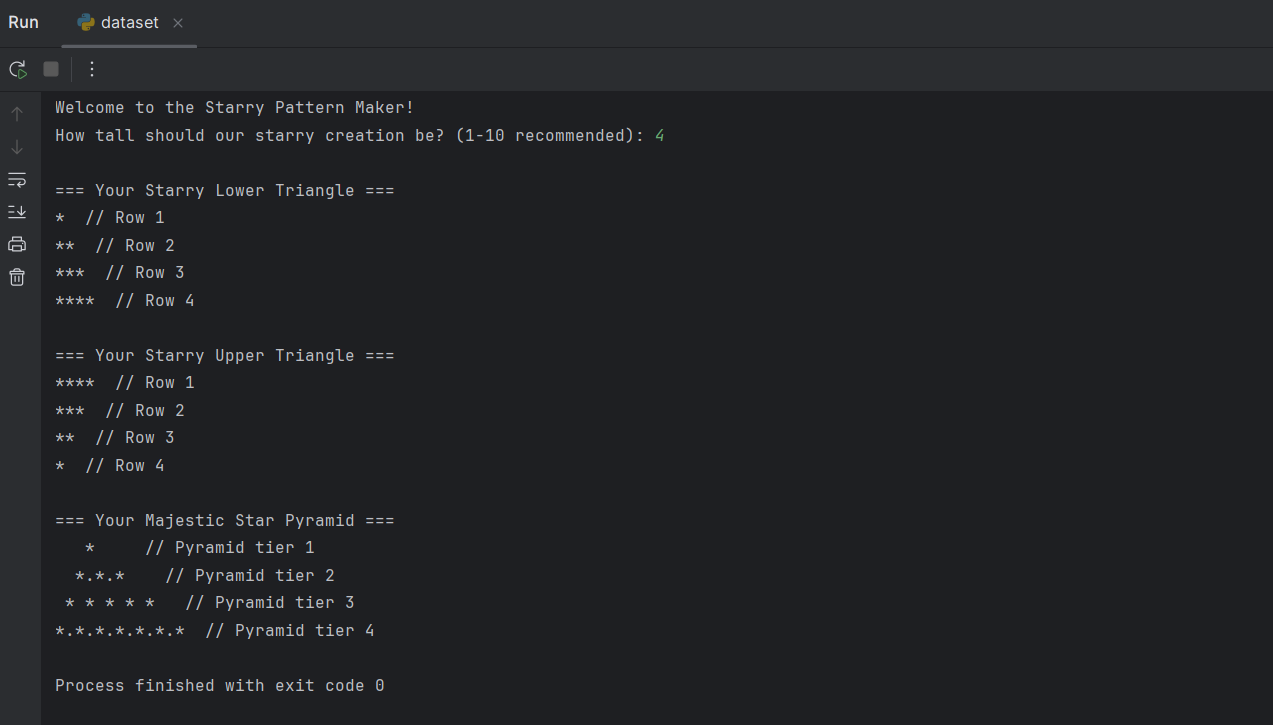 Run dataset
Welcome to the Starry Pattern Maker!
How tall should our starry creation be? (1-10 recommended): 4

=== Your Starry Lower Triangle ===
*  // Row 1
**  // Row 2
***  // Row 3
****  // Row 4

=== Your Starry Upper Triangle ===
****  // Row 1
***  // Row 2
**  // Row 3
*  // Row 4

=== Your Majestic Star Pyramid ===
   *     // Pyramid tier 1
  *.*.*    // Pyramid tier 2
 * * * * *   // Pyramid tier 3
*.*.*.*.*.*.*  // Pyramid tier 4

Process finished with exit code 0